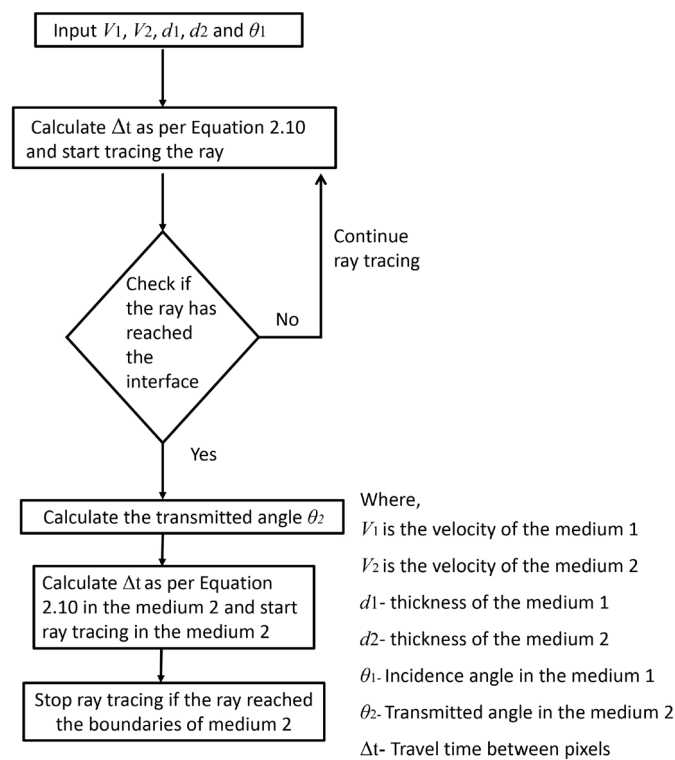 Input V1, V2, d1, d2 and θ1
Calculate Δt as per Equation 2.10
and start tracing the ray
Continue
ray tracing
Check if
the ray has
reached
the
interface
No
Yes
Calculate the transmitted angle θ2
Calculate Δt as per Equation
2.10 in the medium 2 and start
ray tracing in the medium 2
Stop ray tracing if the ray reached
the boundaries of medium 2
Where,
V1 is the velocity of the medium 1
V2 is the velocity of the medium 2
d1- thickness of the medium 1
d2- thickness of the medium 2
θ1- Incidence angle in the medium 1
θ2- Transmitted angle in the medium 2
Δt- Travel time between pixels